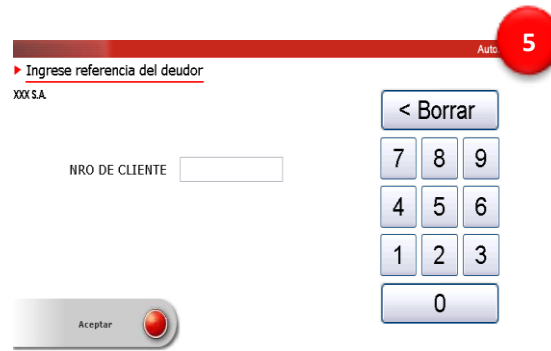 5
Auto
Ingrese referencia del deudor
XXX S.A.
< Borrar
7 8 9
NRO DE CLIENTE
4 5 6
1 2 3
0
Aceptar